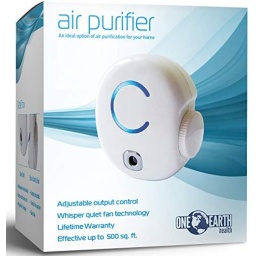 air purifier
An ideal option of air purification for your home
Adjustable output control
Whisper quiet fan technology
Lifetime Warranty
Effective up to 500 sq. ft.
ONE EARTH
health